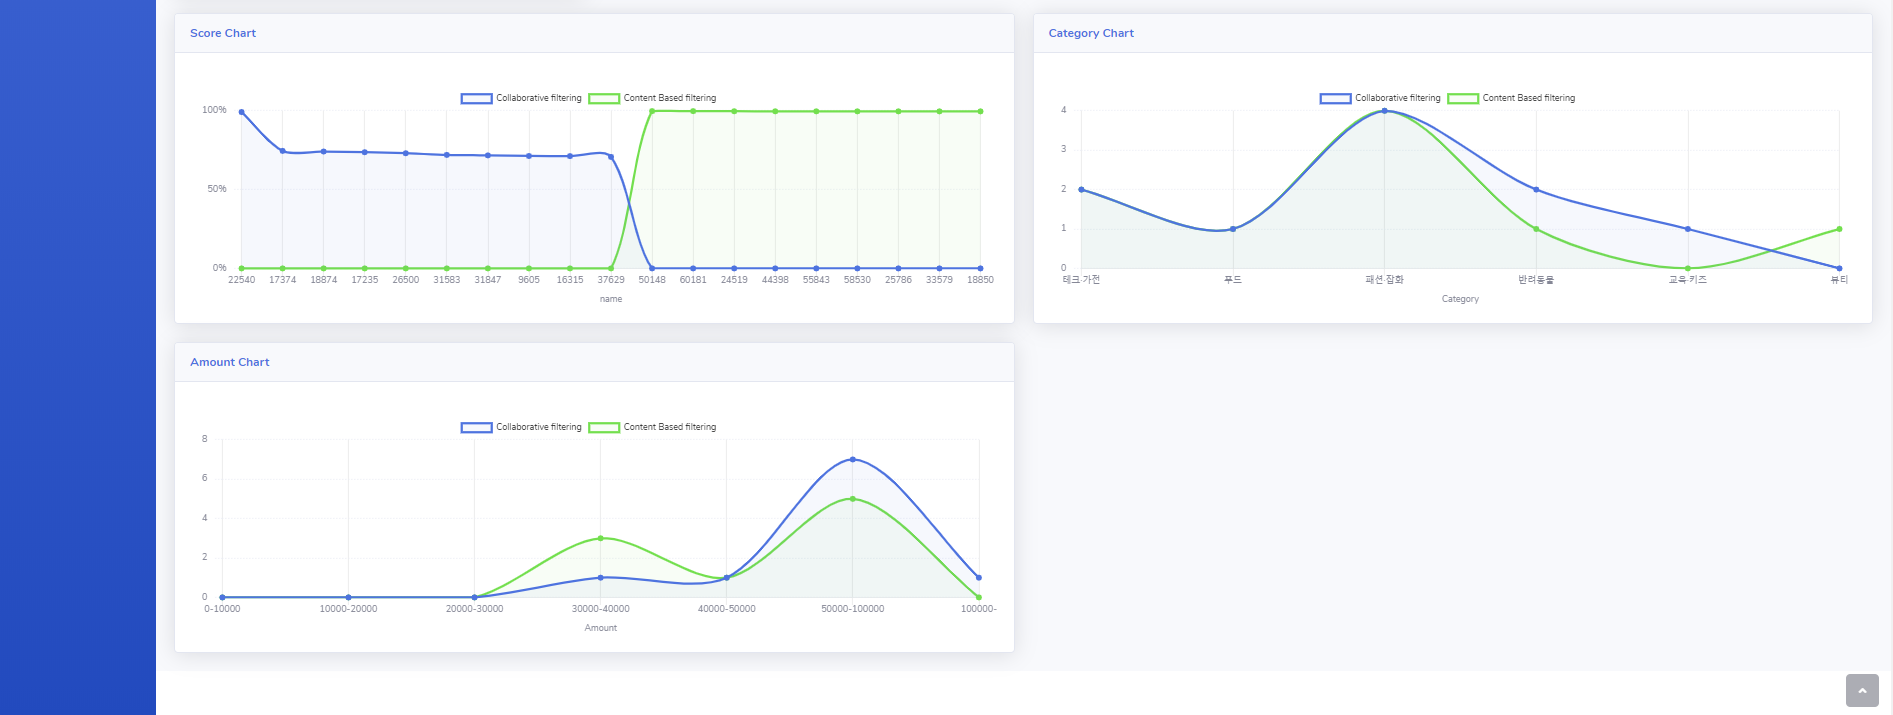 Score Chart
Collaborative filtering Content Based filtering
100%
50%
0%
22540 17374 18874 17235 26500 31583 31847 9605 16315 37629 50148 60181 24519 44398 55843 58530 25786 33579 18850
name
Category Chart
Collaborative filtering Content Based filtering
4
3
2
1
0
테크·가전 푸드 패션·잡화 반려동물 교육·키즈 뷰티
Category
Amount Chart
Collaborative filtering Content Based filtering
8
6
4
2
0
0-10000 10000-20000 20000-30000 30000-40000 40000-50000 50000-100000 100000-
Amount